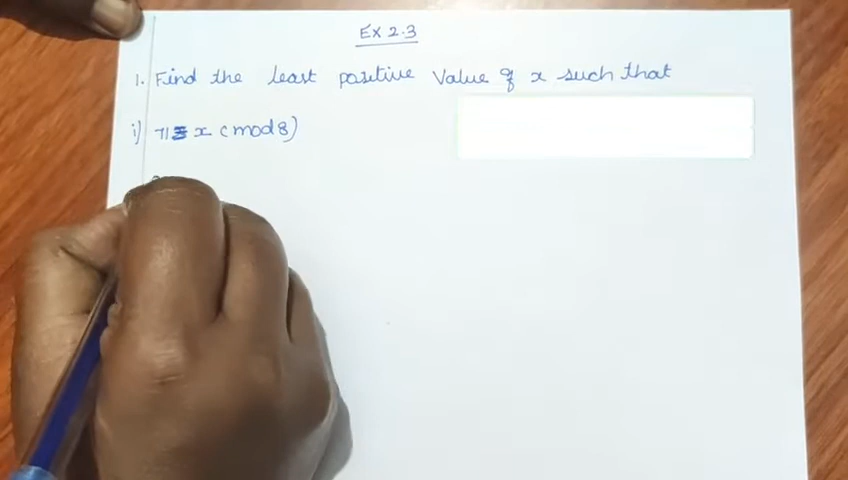 Ex 2.3
1. Find the least positive value of x such that
i) 71 ≡ x (mod 8)